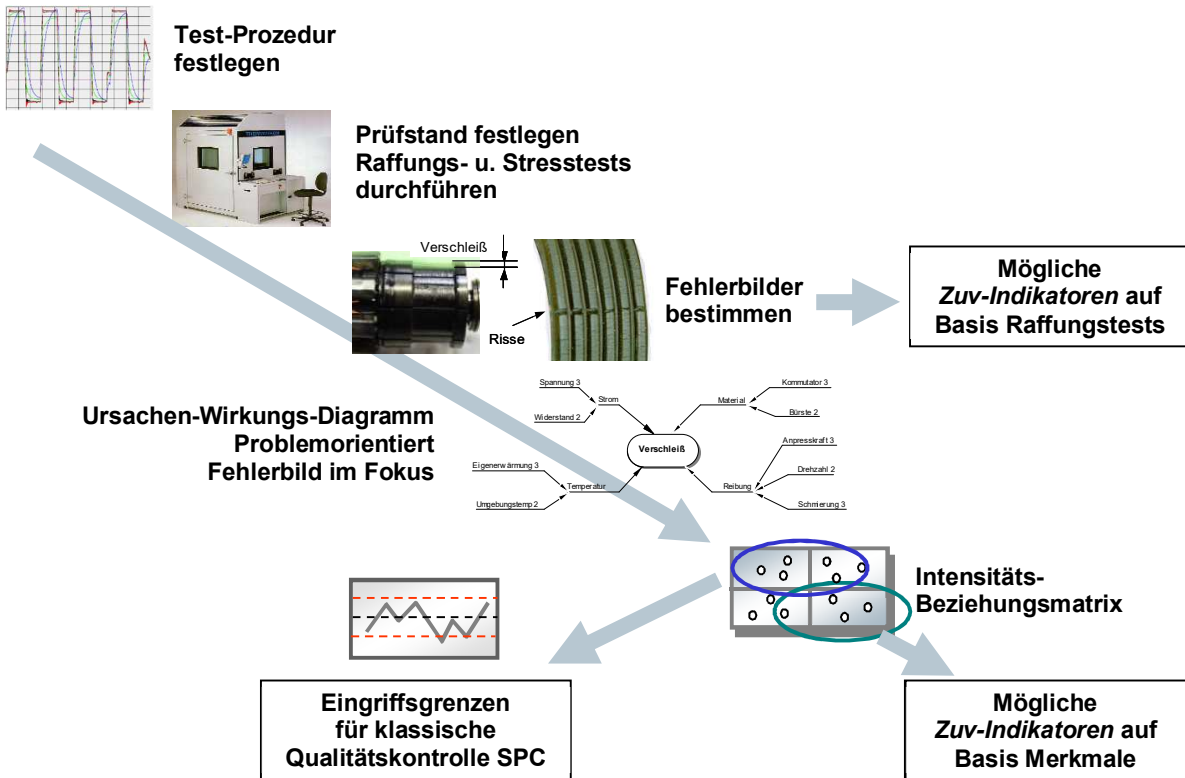 Test-Prozedur
festlegen
Prüfstand festlegen
Raffungs- u. Stresstests
durchführen
Verschleiß
Risse
Fehlerbilder
bestimmen
Mögliche
Zuv-Indikatoren auf
Basis Raffungstests
Ursachen-Wirkungs-Diagramm
Problemorientiert
Fehlerbild im Fokus
Spannung 3
Strom
Widerstand 2
Kommutator 3
Material
Bürste 2
Verschleiß
Anpresskraft 3
Drehzahl 2
Reibung
Schmierung 3
Eigenerwärmung 3
Temperatur
Umgebungstemp 2
Intensitäts-
Beziehungsmatrix
Eingriffsgrenzen
für klassische
Qualitätskontrolle SPC
Mögliche
Zuv-Indikatoren auf
Basis Merkmale